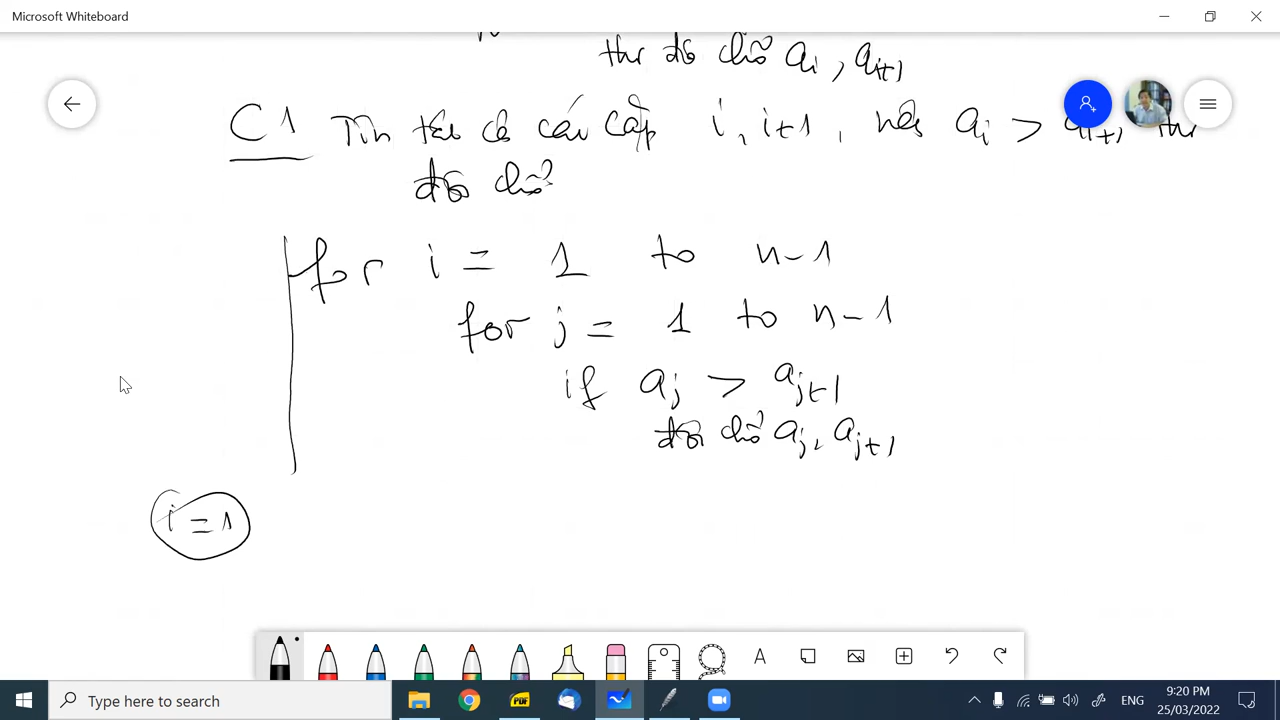 Microsoft Whiteboard
thì đổi chỗ ai, ai+1
C1 Tìm tất cả các cặp i, i+1, nếu ai > ai+1 thì
đổi chỗ
for i = 1 to n-1
for j = 1 to n-1
if aj > aj+1
đổi chỗ aj, aj+1
i = 1
Type here to search
PDF
ENG
9:20 PM
25/03/2022